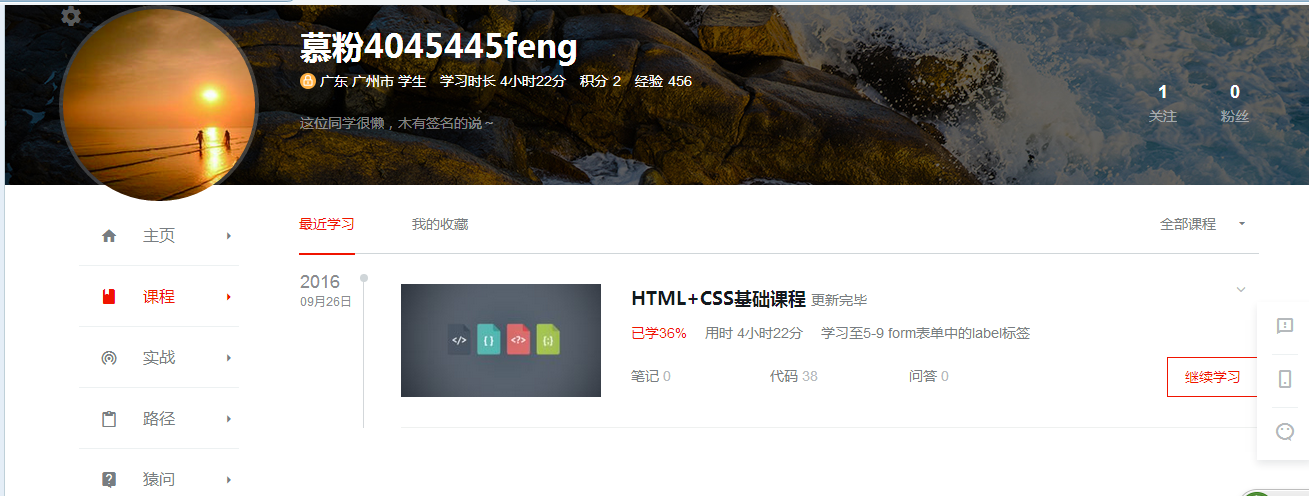 慕粉4045445feng
广东 广州市 学生 学习时长 4小时22分 积分 2 经验 456
这位同学很懒，木有签名的说～
1 0
关注 粉丝
主页
课程
实战
路径
猿问
最近学习 我的收藏 全部课程
2016
09月26日
</> { } <?> {;}
HTML+CSS基础课程 更新完毕
已学36% 用时 4小时22分 学习至5-9 form表单中的label标签
笔记 0 代码 38 问答 0
继续学习